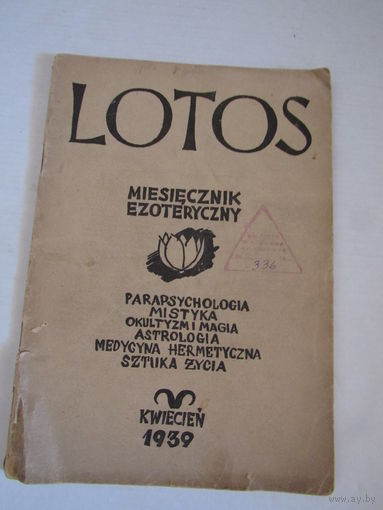 LOTOS
MIESIĘCZNIK
EZOTERYCZNY
336
PARAPSYCHOLOGIA
MISTYKA
OKULTYZM I MAGIA
ASTROLOGIA
MEDYCYNA HERMETYCZNA
SZTUKA ŻYCIA
KWIECIEŃ
1939
www.ay.by